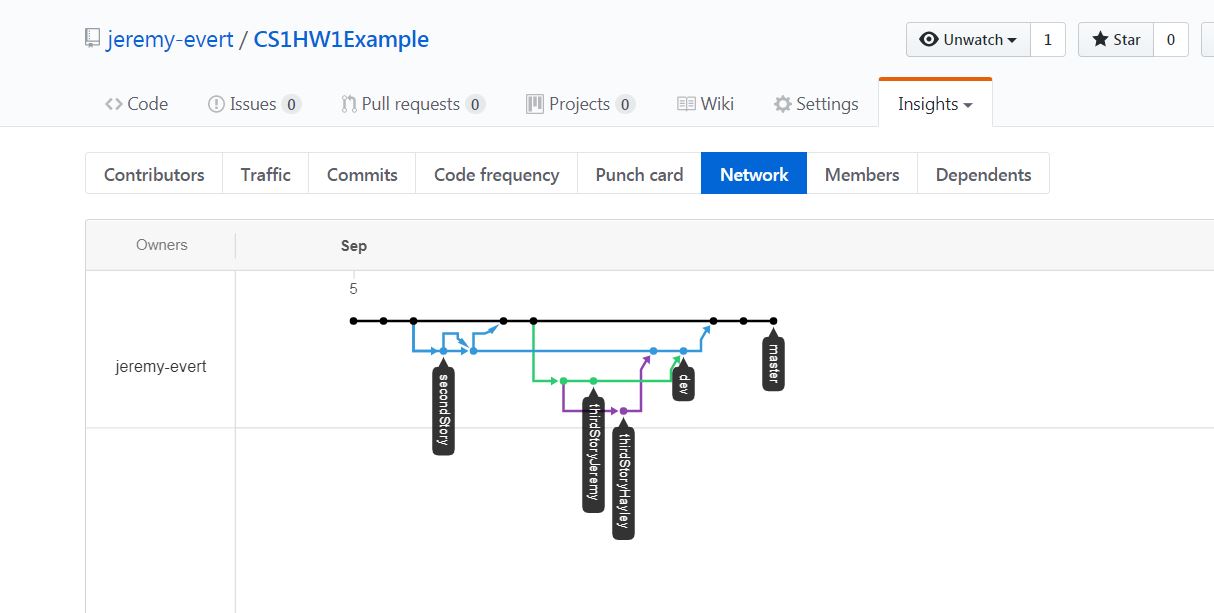 jeremy-evert / CS1HW1Example
Unwatch 1 Star 0
Code Issues 0 Pull requests 0 Projects 0 Wiki Settings Insights
Contributors Traffic Commits Code frequency Punch card Network Members Dependents
Owners Sep
5
jeremy-evert
master
dev
secondStory
thirdStoryJeremy
thirdStoryHayley